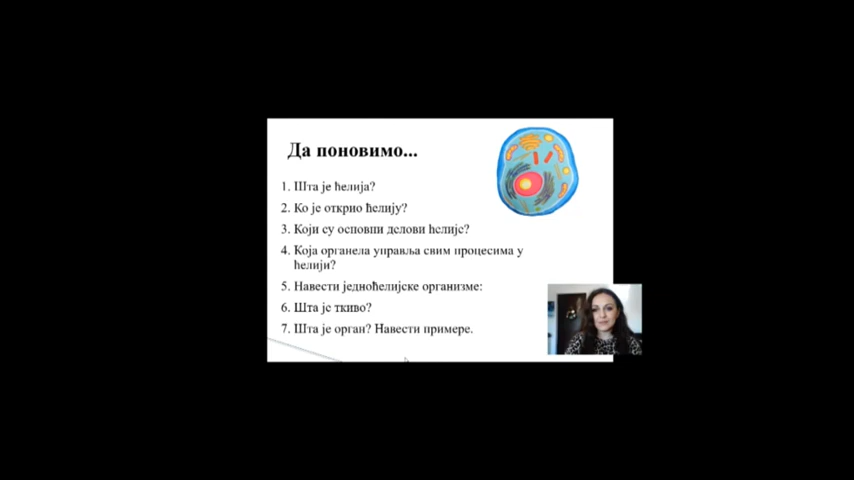 Да поновимо...
1. Шта је ћелија?
2. Ко је открио ћелију?
3. Који су основни делови ћелије?
4. Која органела управља свим процесима у
ћелији?
5. Навести једноћелијске организме:
6. Шта је ткиво?
7. Шта је орган? Навести примере.